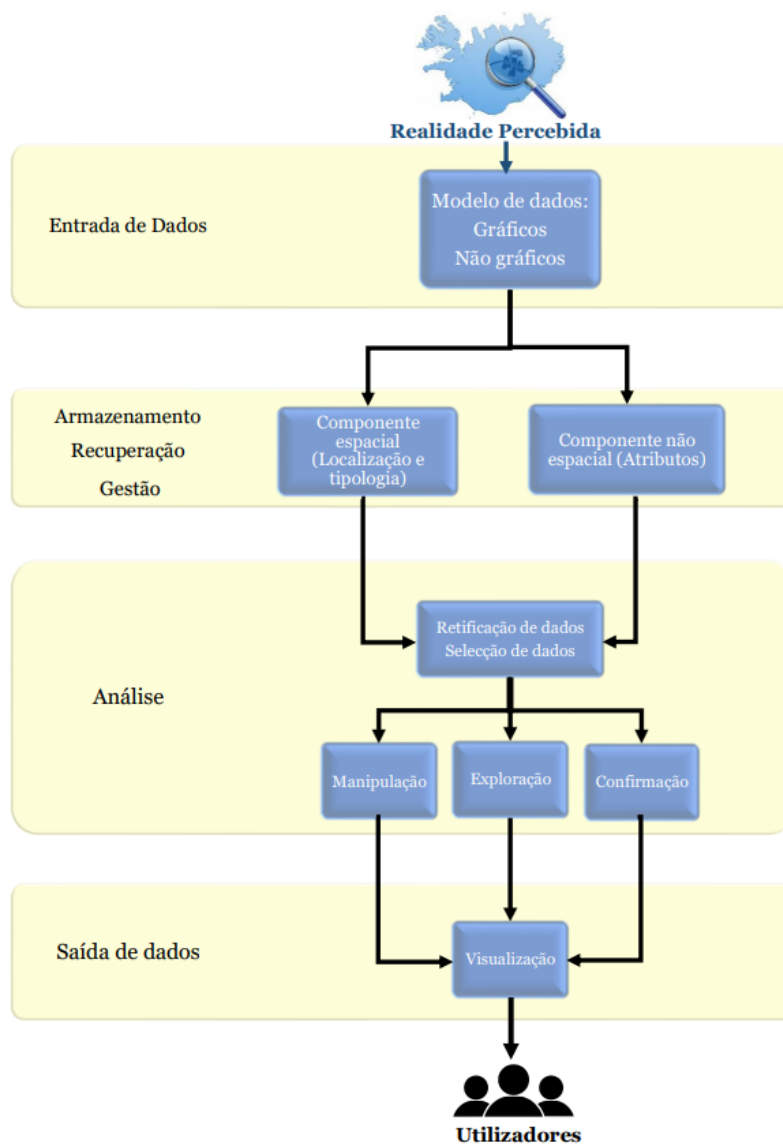 Realidade Percebida
Entrada de Dados
Modelo de dados:
Gráficos
Não gráficos
Armazenamento
Recuperação
Gestão
Componente
espacial
(Localização e
tipologia)
Componente não
espacial (Atributos)
Análise
Retificação de dados
Selecção de dados
Manipulação
Exploração
Confirmação
Saída de dados
Visualização
Utilizadores